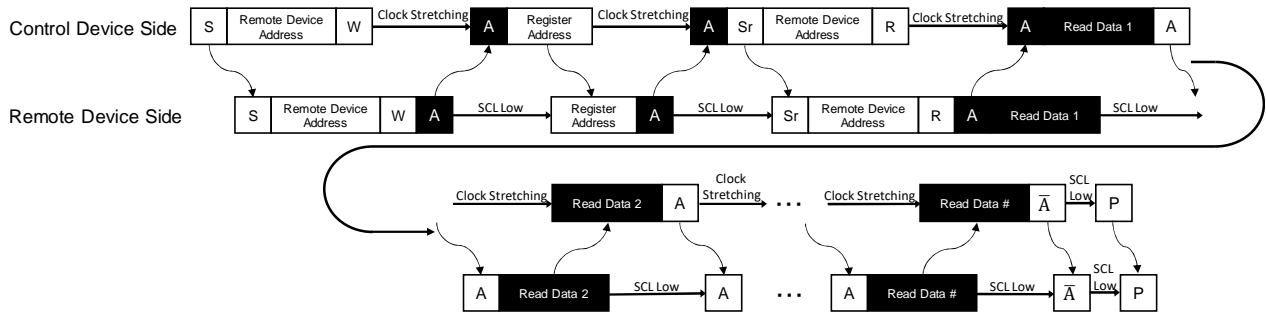 Control Device Side
S Remote Device Address W Clock Stretching A Register Address Clock Stretching A Sr Remote Device Address R Clock Stretching A Read Data 1 A
Remote Device Side
S Remote Device Address W A SCL Low Register Address A SCL Low Sr Remote Device Address R A Read Data 1 SCL Low
Clock Stretching Read Data 2 A Clock Stretching ... Clock Stretching Read Data # A̅ SCL Low P
A Read Data 2 SCL Low A ... A Read Data # SCL Low A̅ SCL Low P